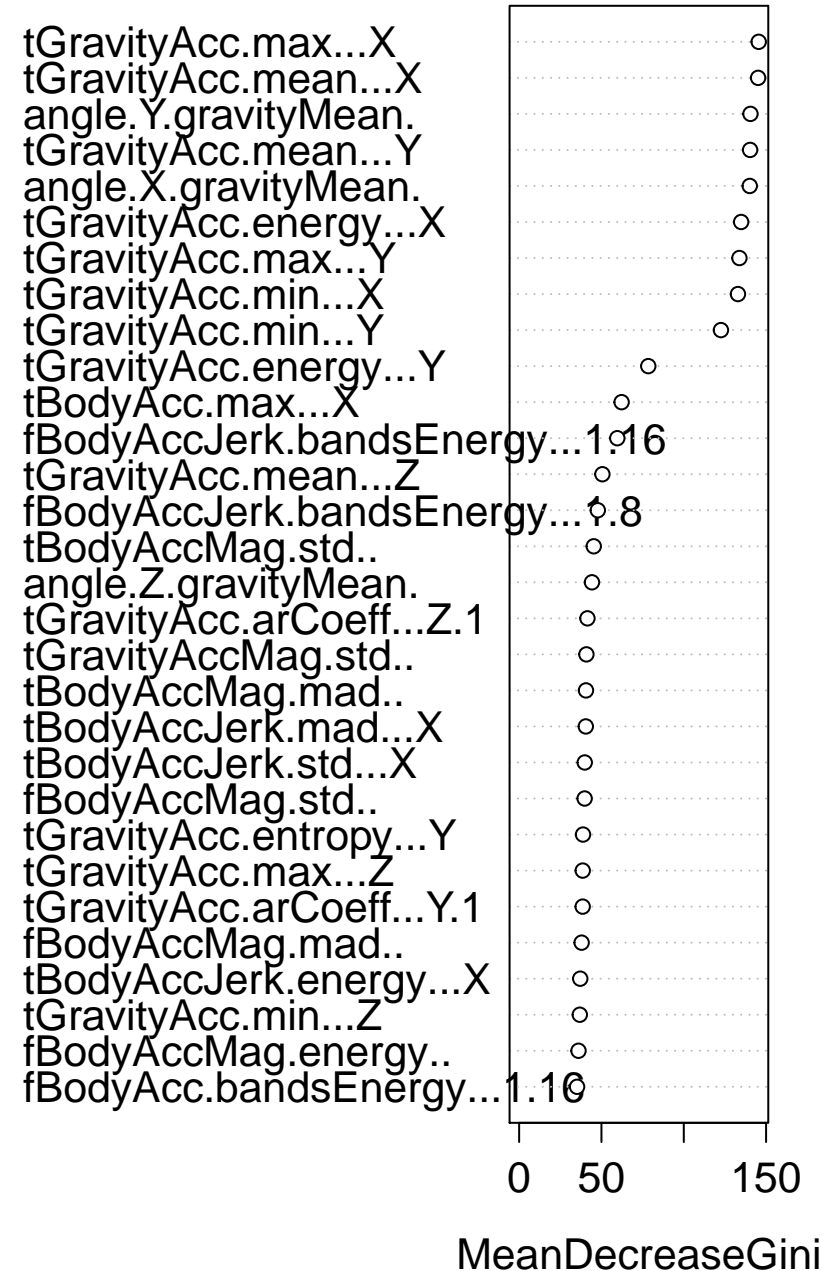 tGravityAcc.max...X
tGravityAcc.mean...X
angle.Y.gravityMean.
tGravityAcc.mean...Y
angle.X.gravityMean.
tGravityAcc.energy...X
tGravityAcc.max...Y
tGravityAcc.min...X
tGravityAcc.min...Y
tGravityAcc.energy...Y
tBodyAcc.max...X
fBodyAccJerk.bandsEnergy...1.16
tGravityAcc.mean...Z
fBodyAccJerk.bandsEnergy...1.8
tBodyAccMag.std..
angle.Z.gravityMean.
tGravityAcc.arCoeff...Z.1
tGravityAccMag.std..
tBodyAccMag.mad..
tBodyAccJerk.mad...X
tBodyAccJerk.std...X
fBodyAccMag.std..
tGravityAcc.entropy...Y
tGravityAcc.max...Z
tGravityAcc.arCoeff...Y.1
fBodyAccMag.mad..
tBodyAccJerk.energy...X
tGravityAcc.min...Z
fBodyAccMag.energy..
fBodyAcc.bandsEnergy...1.16
0 50 150
MeanDecreaseGini